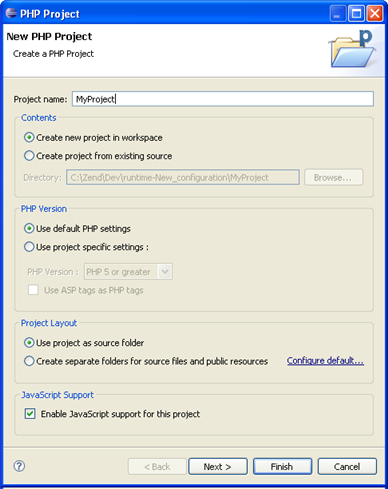 PHP Project
New PHP Project
Create a PHP Project
Project name: MyProject
Contents
Create new project in workspace
Create project from existing source
Directory: C:\Zend\Dev\runtime-New_configuration\MyProject Browse...
PHP Version
Use default PHP settings
Use project specific settings :
PHP Version : PHP 5 or greater
Use ASP tags as PHP tags
Project Layout
Use project as source folder
Create separate folders for source files and public resources Configure default...
JavaScript Support
Enable JavaScript support for this project
? < Back Next > Finish Cancel